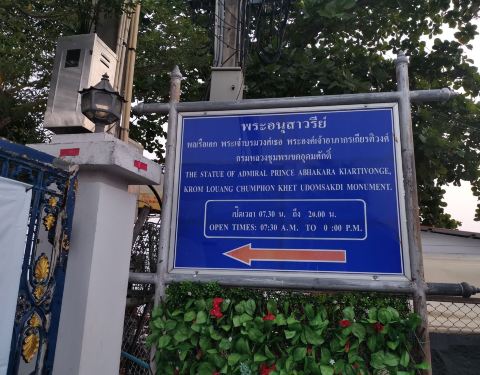 พระอนุสาวรีย์
พลเรือเอก พระเจ้าบรมวงศ์เธอ พระองค์เจ้าอาภากรเกียรติวงศ์
กรมหลวงชุมพรเขตอุดมศักดิ์
THE STATUE OF ADMIRAL PRINCE ABHAKARA KIARTIVONGE,
KROM LOUANG CHUMPHON KHET UDOMSAKDI MONUMENT.
เปิดเวลา 07.30 น. ถึง 20.00 น.
OPEN TIMES: 07:30 A.M. TO 0 :00 P.M.